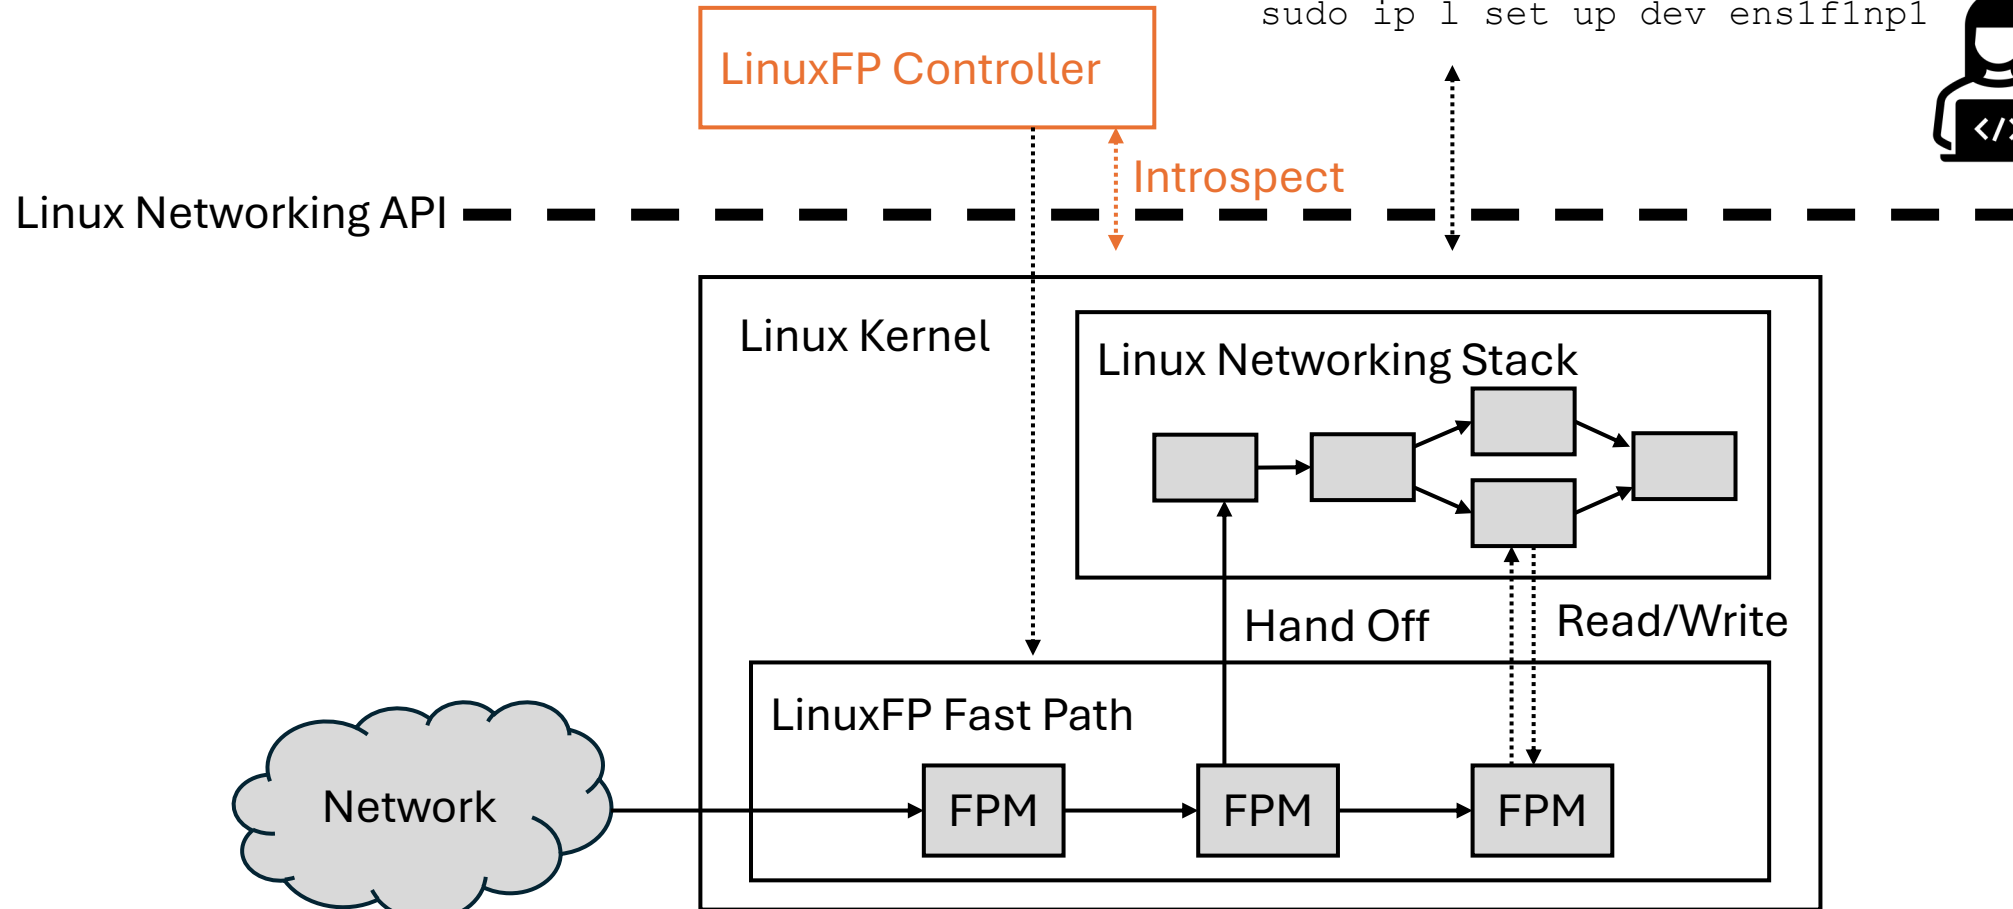 sudo ip l set up dev ens1f1np1
LinuxFP Controller
Introspect
Linux Networking API
Linux Kernel
Linux Networking Stack
Hand Off
Read/Write
LinuxFP Fast Path
Network
FPM
FPM
FPM